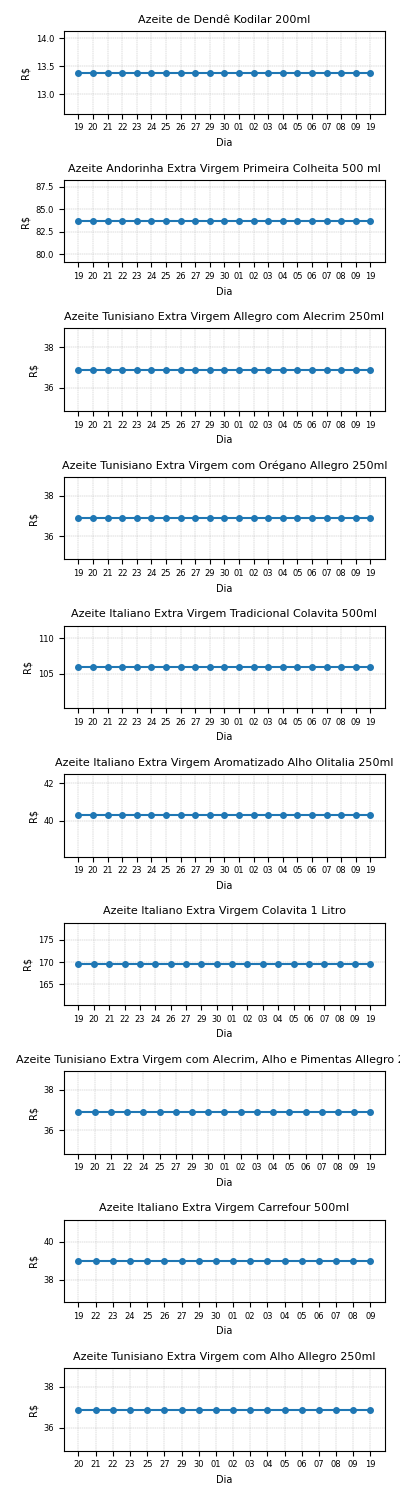 Azeite de Dendê Kodilar 200ml
14.0
13.5
13.0
R$
19 20 21 22 23 24 25 26 27 29 30 01 02 03 04 05 06 07 08 09 19
Dia
Azeite Andorinha Extra Virgem Primeira Colheita 500 ml
87.5
85.0
82.5
80.0
R$
19 20 21 22 23 24 25 26 27 29 30 01 02 03 04 05 06 07 08 09 19
Dia
Azeite Tunisiano Extra Virgem Allegro com Alecrim 250ml
38
36
R$
19 20 21 22 23 24 25 26 27 29 30 01 02 03 04 05 06 07 08 09 19
Dia
Azeite Tunisiano Extra Virgem com Orégano Allegro 250ml
38
36
R$
19 20 21 22 23 24 25 26 27 29 30 01 02 03 04 05 06 07 08 09 19
Dia
Azeite Italiano Extra Virgem Tradicional Colavita 500ml
110
105
R$
19 20 21 22 23 24 25 26 27 29 30 01 02 03 04 05 06 07 08 09 19
Dia
Azeite Italiano Extra Virgem Aromatizado Alho Olitalia 250ml
42
40
R$
19 20 21 22 23 24 25 26 27 29 30 01 02 03 04 05 06 07 08 09 19
Dia
Azeite Italiano Extra Virgem Colavita 1 Litro
175
170
165
R$
19 20 21 22 23 24 26 27 29 30 01 02 03 04 05 06 07 08 09 19
Dia
Azeite Tunisiano Extra Virgem com Alecrim, Alho e Pimentas Allegro 2
38
36
R$
19 20 21 22 24 25 27 29 30 01 02 03 04 05 06 07 08 09 19
Dia
Azeite Italiano Extra Virgem Carrefour 500ml
40
38
R$
19 22 23 24 25 26 27 29 30 01 02 03 04 05 06 07 08 09
Dia
Azeite Tunisiano Extra Virgem com Alho Allegro 250ml
38
36
R$
20 21 22 23 25 27 29 30 01 02 03 04 05 06 07 08 09 19
Dia